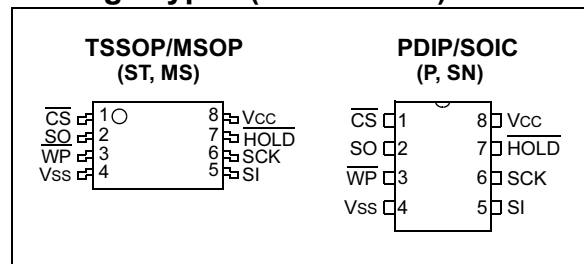 TSSOP/MSOP
(ST, MS)
CS 1 8 Vcc
SO 2 7 HOLD
WP 3 6 SCK
Vss 4 5 SI
PDIP/SOIC
(P, SN)
CS 1 8 Vcc
SO 2 7 HOLD
WP 3 6 SCK
Vss 4 5 SI